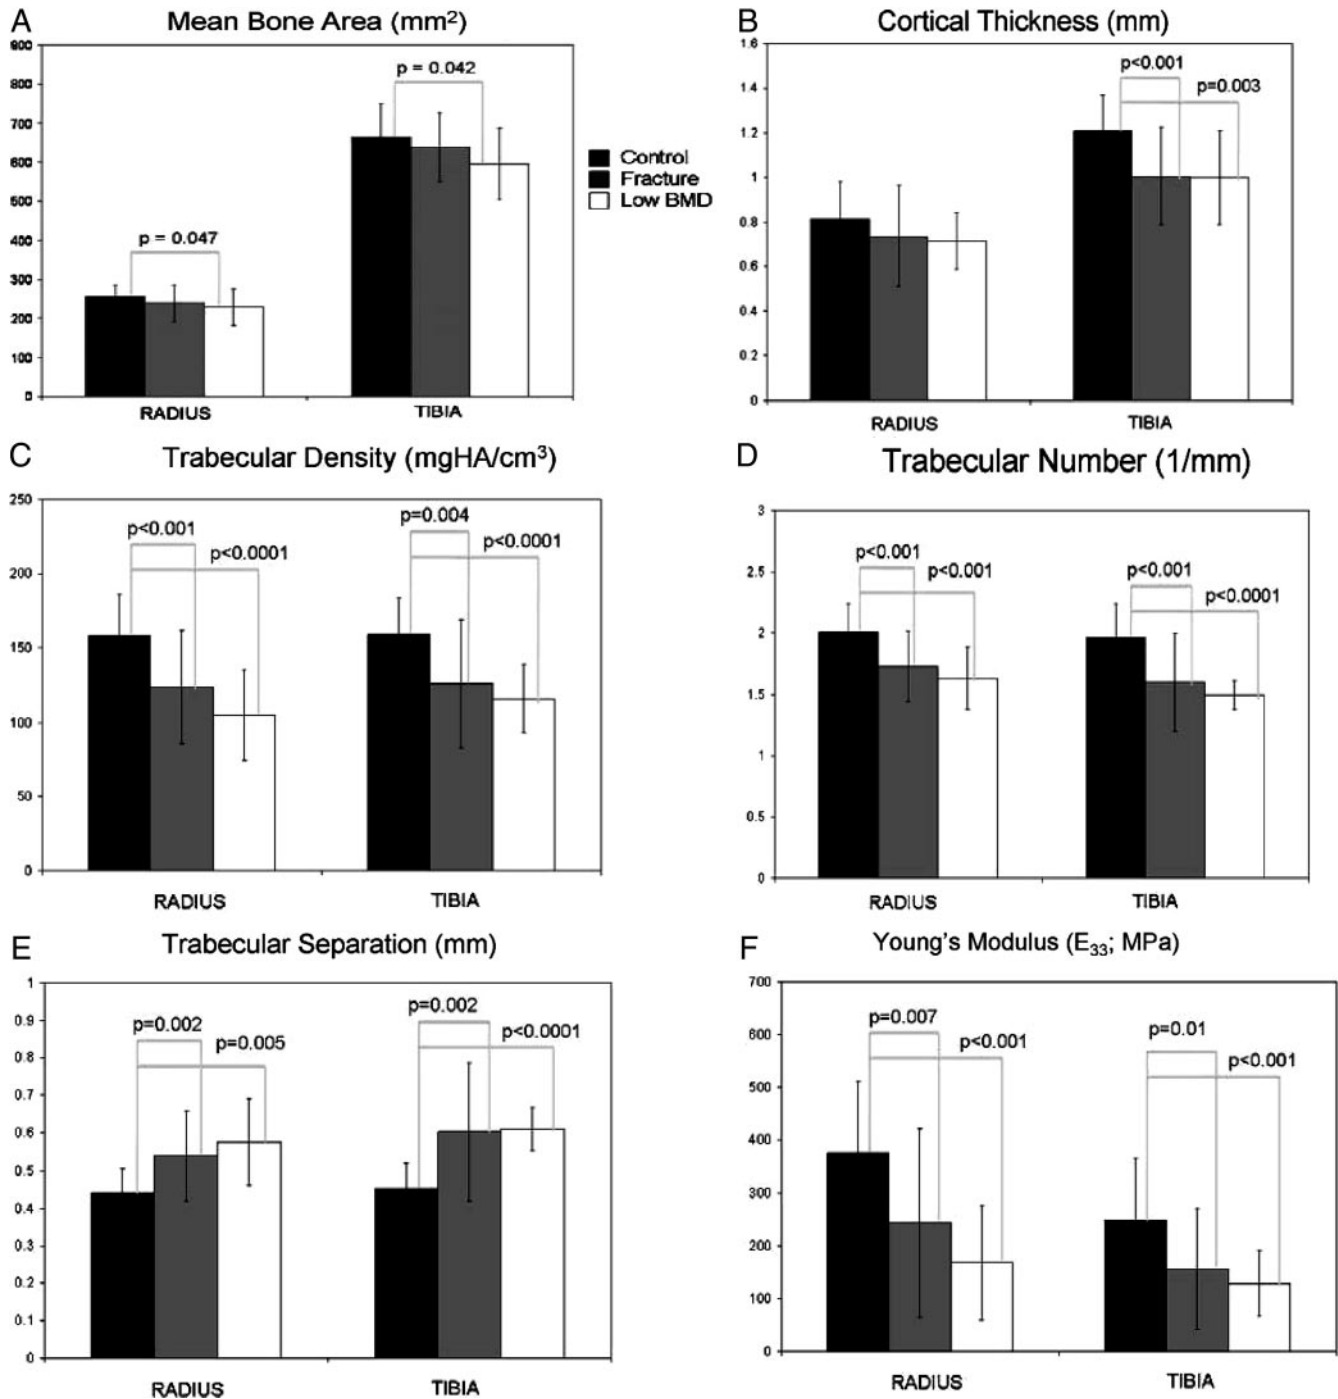 A Mean Bone Area (mm²)
900
800
700
600
500
400
300
200
100
0
p = 0.047
p = 0.042
RADIUS
TIBIA
Control
Fracture
Low BMD
B Cortical Thickness (mm)
1.6
1.4
1.2
1
0.8
0.6
0.4
0.2
0
p<0.001
p=0.003
RADIUS
TIBIA
C Trabecular Density (mgHA/cm³)
250
200
150
100
50
0
p<0.001
p<0.0001
p=0.004
p<0.0001
RADIUS
TIBIA
D Trabecular Number (1/mm)
3
2.5
2
1.5
1
0.5
0
p<0.001
p<0.001
p<0.001
p<0.0001
RADIUS
TIBIA
E Trabecular Separation (mm)
1
0.9
0.8
0.7
0.6
0.5
0.4
0.3
0.2
0.1
0
p=0.002
p=0.005
p=0.002
p<0.0001
RADIUS
TIBIA
F Young's Modulus (E₃₃; MPa)
700
600
500
400
300
200
100
0
p=0.007
p<0.001
p=0.01
p<0.001
RADIUS
TIBIA